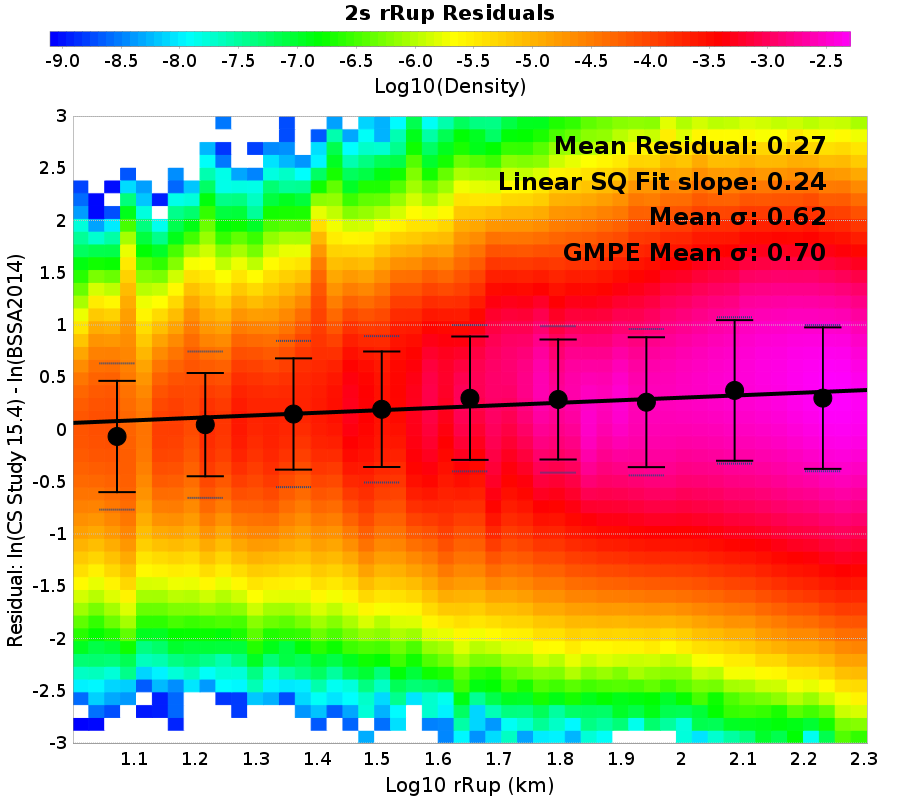 2s rRup Residuals
-9.0 -8.5 -8.0 -7.5 -7.0 -6.5 -6.0 -5.5 -5.0 -4.5 -4.0 -3.5 -3.0 -2.5
Log10(Density)
Mean Residual: 0.27
Linear SQ Fit slope: 0.24
Mean σ: 0.62
GMPE Mean σ: 0.70
Residual: ln(CS Study 15.4) - ln(BSSA2014)
3
2.5
2
1.5
1
0.5
0
-0.5
-1
-1.5
-2
-2.5
-3
1.1 1.2 1.3 1.4 1.5 1.6 1.7 1.8 1.9 2 2.1 2.2 2.3
Log10 rRup (km)